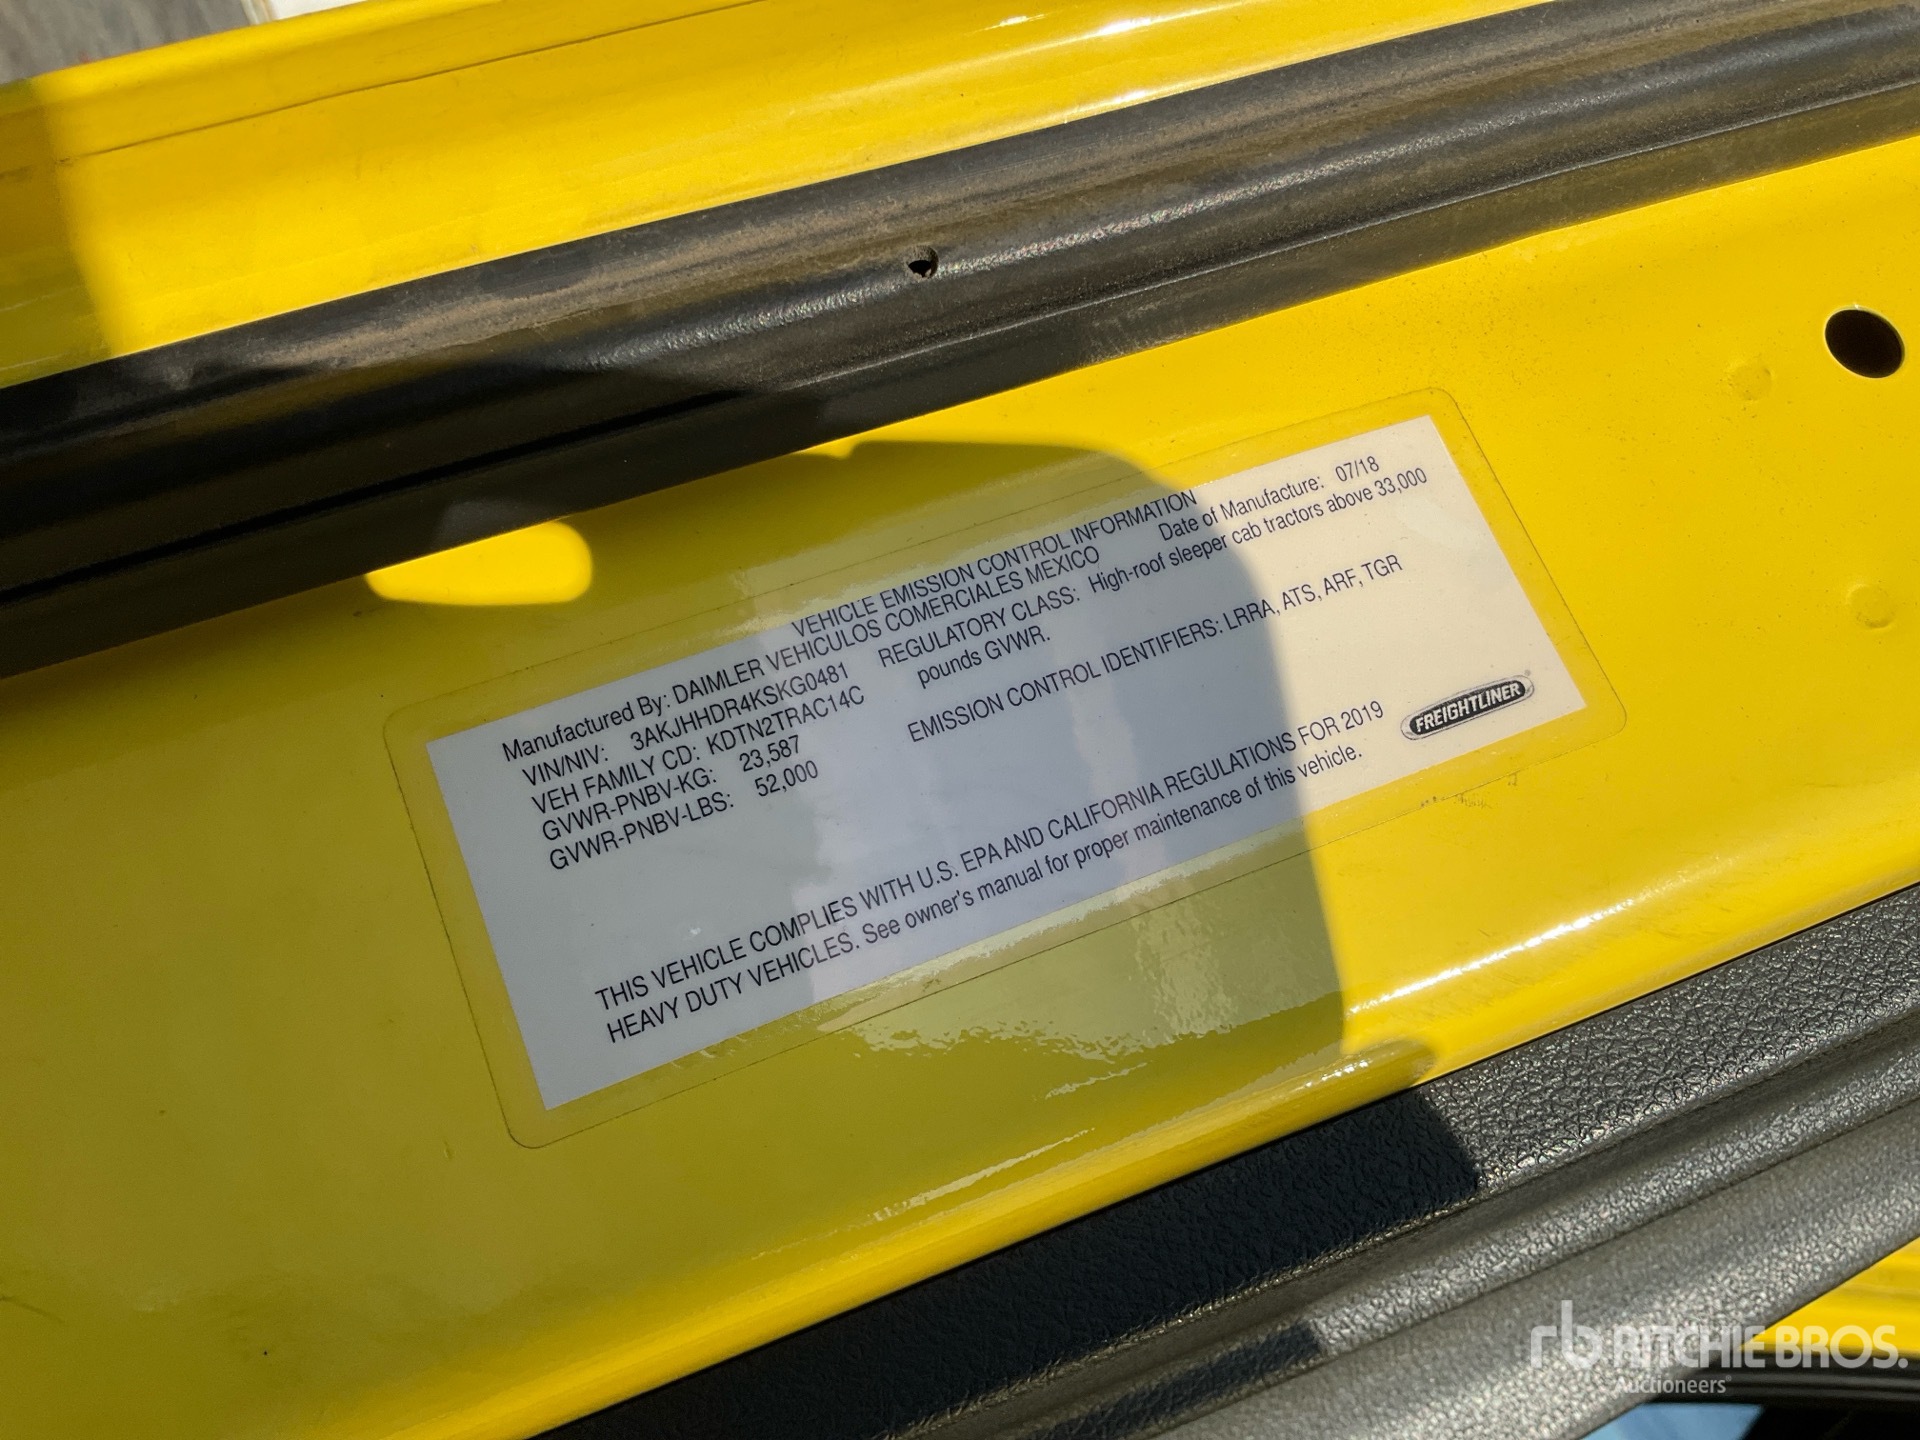 VEHICLE EMISSION CONTROL INFORMATION
Manufactured By: DAIMLER VEHICULOS COMERCIALES MEXICO Date of Manufacture: 07/18
VIN/NIV: 3AKJHHDR4KSKG0481 REGULATORY CLASS: High-roof sleeper cab tractors above 33,000
VEH FAMILY CD: KDTN2TRAC14C pounds GVWR.
GVWR-PNBV-KG: 23,587
GVWR-PNBV-LBS: 52,000 EMISSION CONTROL IDENTIFIERS: LRRA, ATS, ARF, TGR
THIS VEHICLE COMPLIES WITH U.S. EPA AND CALIFORNIA REGULATIONS FOR 2019
HEAVY DUTY VEHICLES. See owner's manual for proper maintenance of this vehicle.
FREIGHTLINER
rb RITCHIE BROS.
Auctioneers